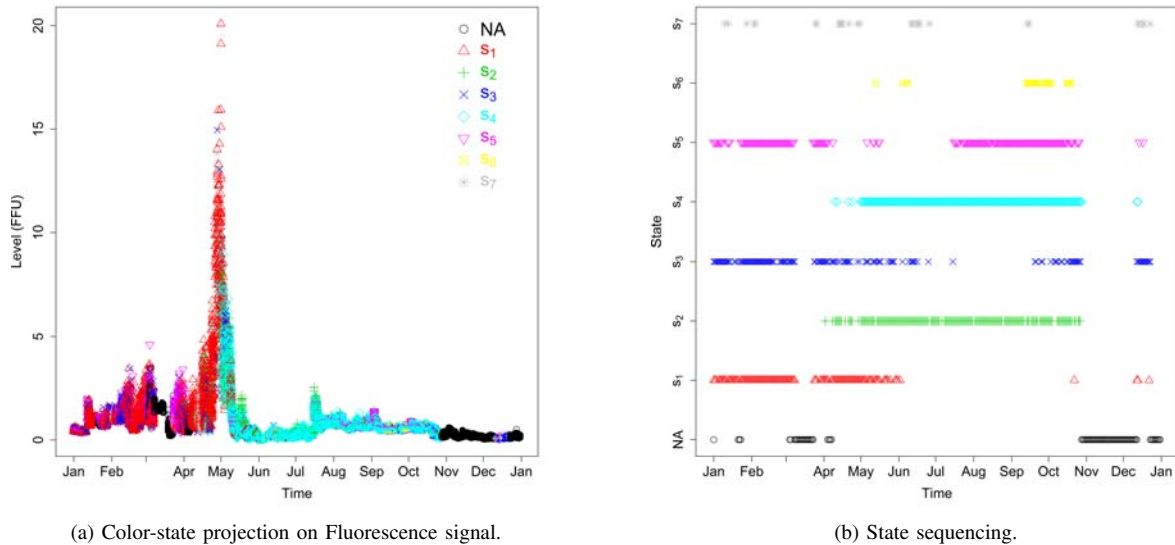 NA
s1
s2
s3
s4
s5
s6
s7
20
15
10
5
0
Level (FFU)
Jan Feb Apr May Jun Jul Aug Sep Oct Nov Dec Jan
Time
(a) Color-state projection on Fluorescence signal.
s7
s6
s5
s4
s3
s2
s1
NA
State
Jan Feb Apr May Jun Jul Aug Sep Oct Nov Dec Jan
Time
(b) State sequencing.